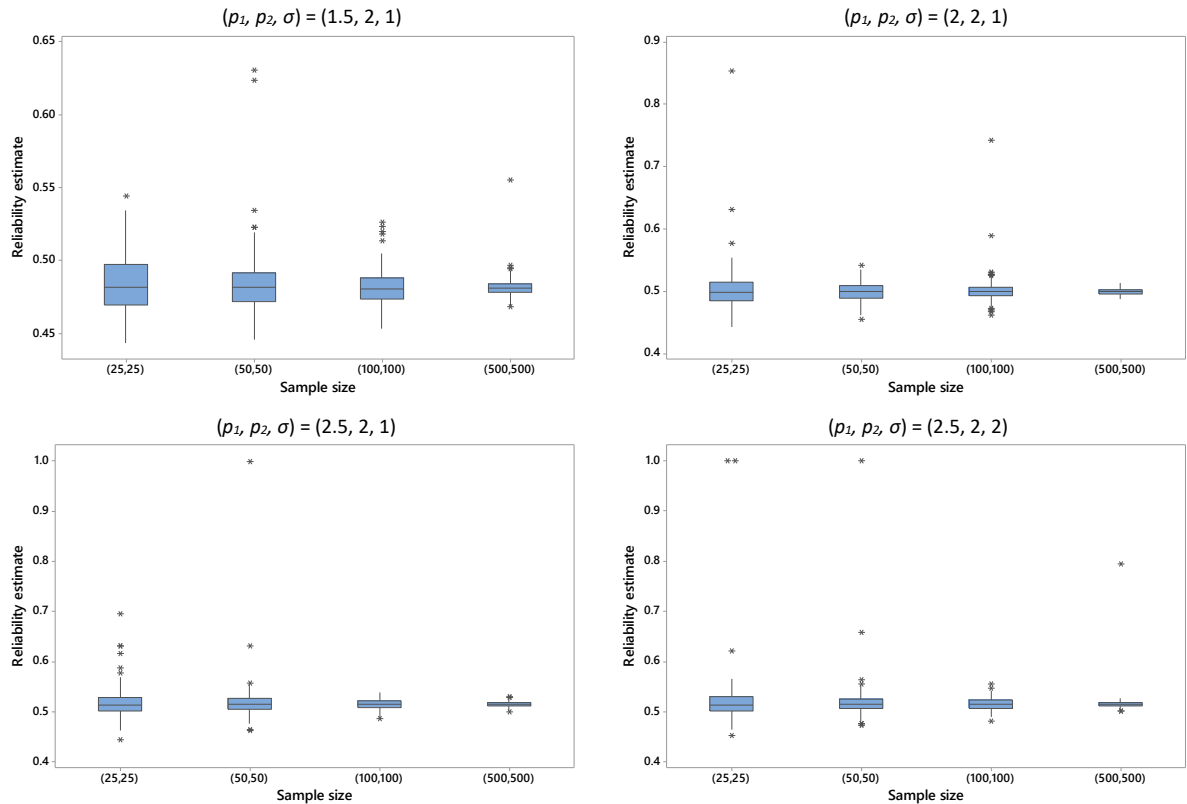 (p₁, p₂, σ) = (1.5, 2, 1)
Reliability estimate
0.65
0.60
0.55
0.50
0.45
(25,25) (50,50) (100,100) (500,500)
Sample size
(p₁, p₂, σ) = (2, 2, 1)
Reliability estimate
0.9
0.8
0.7
0.6
0.5
0.4
(25,25) (50,50) (100,100) (500,500)
Sample size
(p₁, p₂, σ) = (2.5, 2, 1)
Reliability estimate
1.0
0.9
0.8
0.7
0.6
0.5
0.4
(25,25) (50,50) (100,100) (500,500)
Sample size
(p₁, p₂, σ) = (2.5, 2, 2)
Reliability estimate
1.0
0.9
0.8
0.7
0.6
0.5
0.4
(25,25) (50,50) (100,100) (500,500)
Sample size